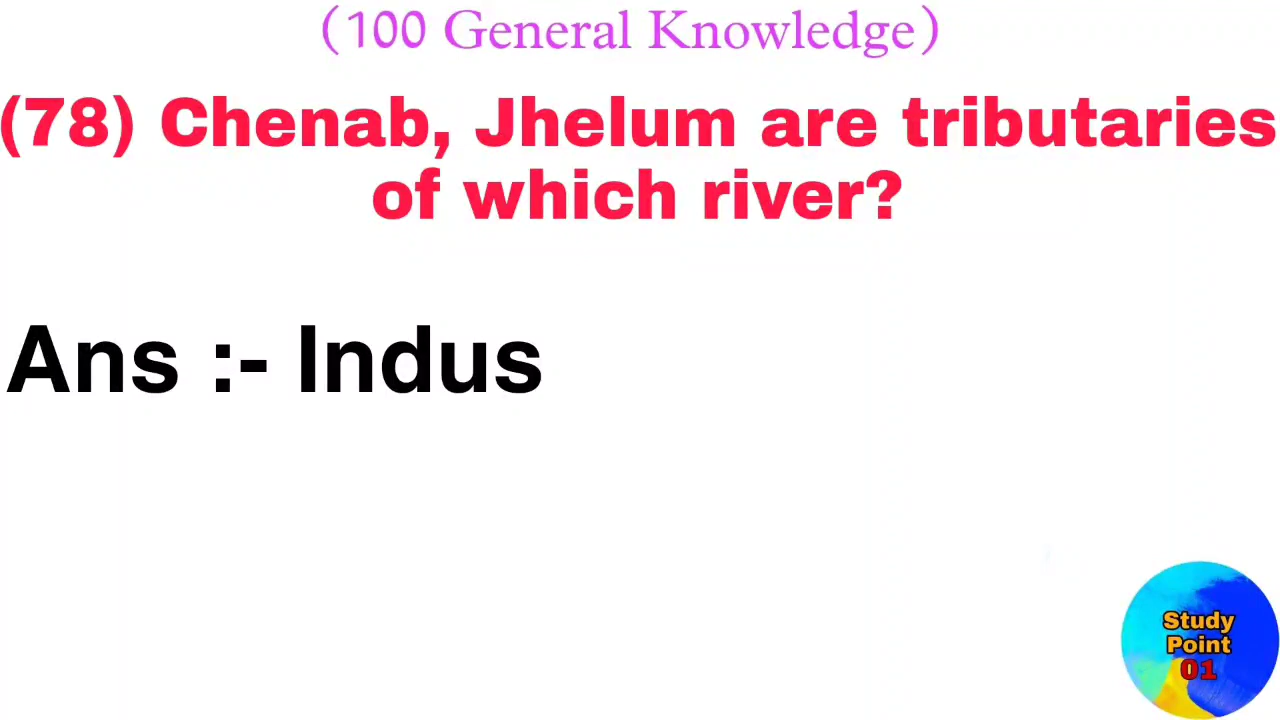 (100 General Knowledge)
(78) Chenab, Jhelum are tributaries
of which river?
Ans :- Indus
Study
Point
01